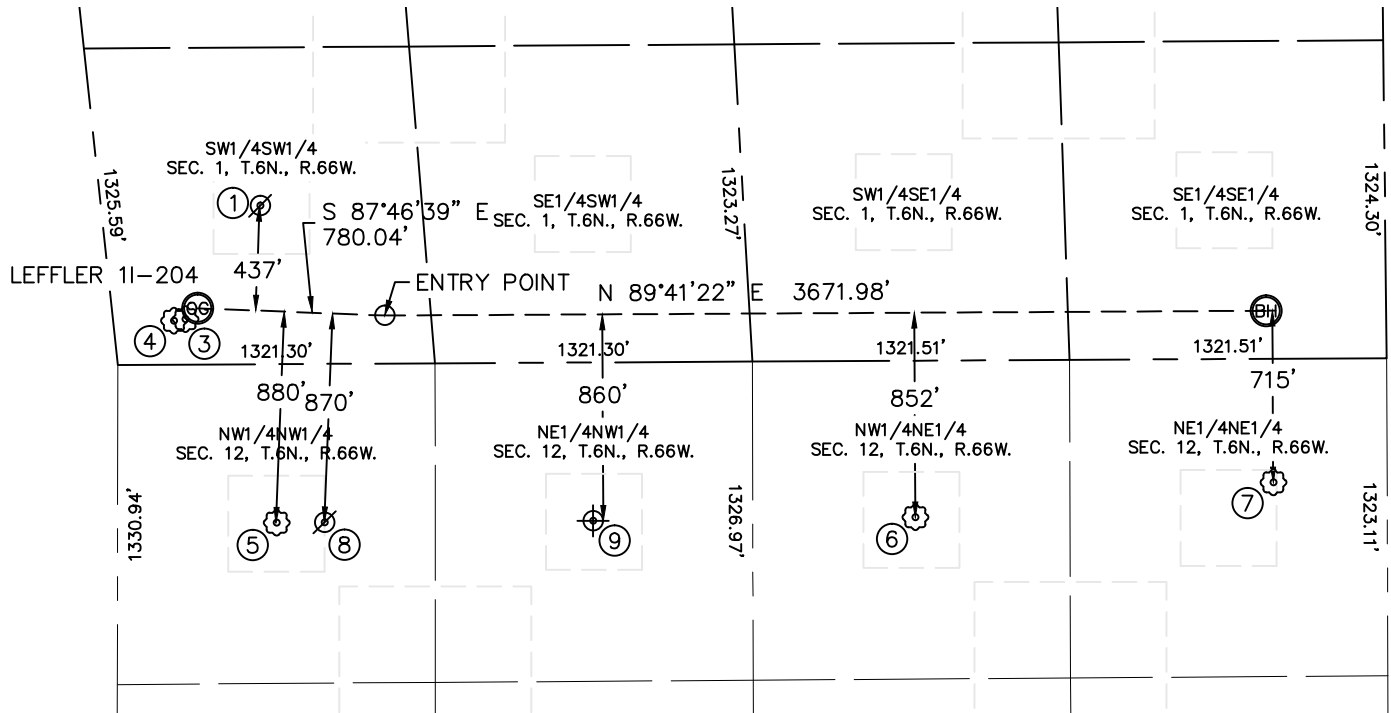 SW1/4SW1/4
SEC. 1, T.6N., R.66W.
1325.59'
1
S 87°46'39" E
780.04'
SE1/4SW1/4
SEC. 1, T.6N., R.66W.
1323.27'
SW1/4SE1/4
SEC. 1, T.6N., R.66W.
SE1/4SE1/4
SEC. 1, T.6N., R.66W.
1324.30'
LEFFLER 1I-204
437'
ENTRY POINT
N 89°41'22" E 3671.98'
BH
4
3
1321.30'
1321.30'
1321.51'
1321.51'
880'
870'
860'
852'
715'
NW1/4NW1/4
SEC. 12, T.6N., R.66W.
NE1/4NW1/4
SEC. 12, T.6N., R.66W.
NW1/4NE1/4
SEC. 12, T.6N., R.66W.
NE1/4NE1/4
SEC. 12, T.6N., R.66W.
1330.94'
5
8
9
1326.97'
6
7
1323.11'